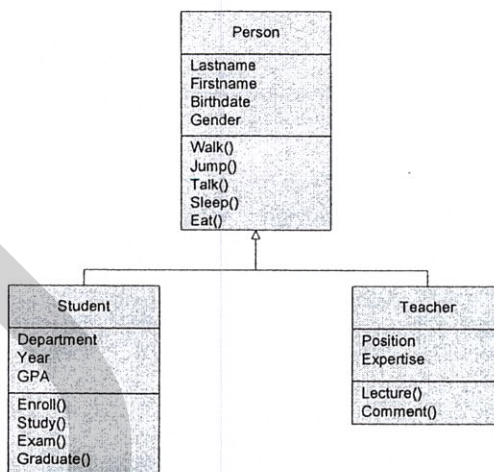 Person
Lastname
Firstname
Birthdate
Gender
Walk()
Jump()
Talk()
Sleep()
Eat()
Student
Department
Year
GPA
Enroll()
Study()
Exam()
Graduate()
Teacher
Position
Expertise
Lecture()
Comment()